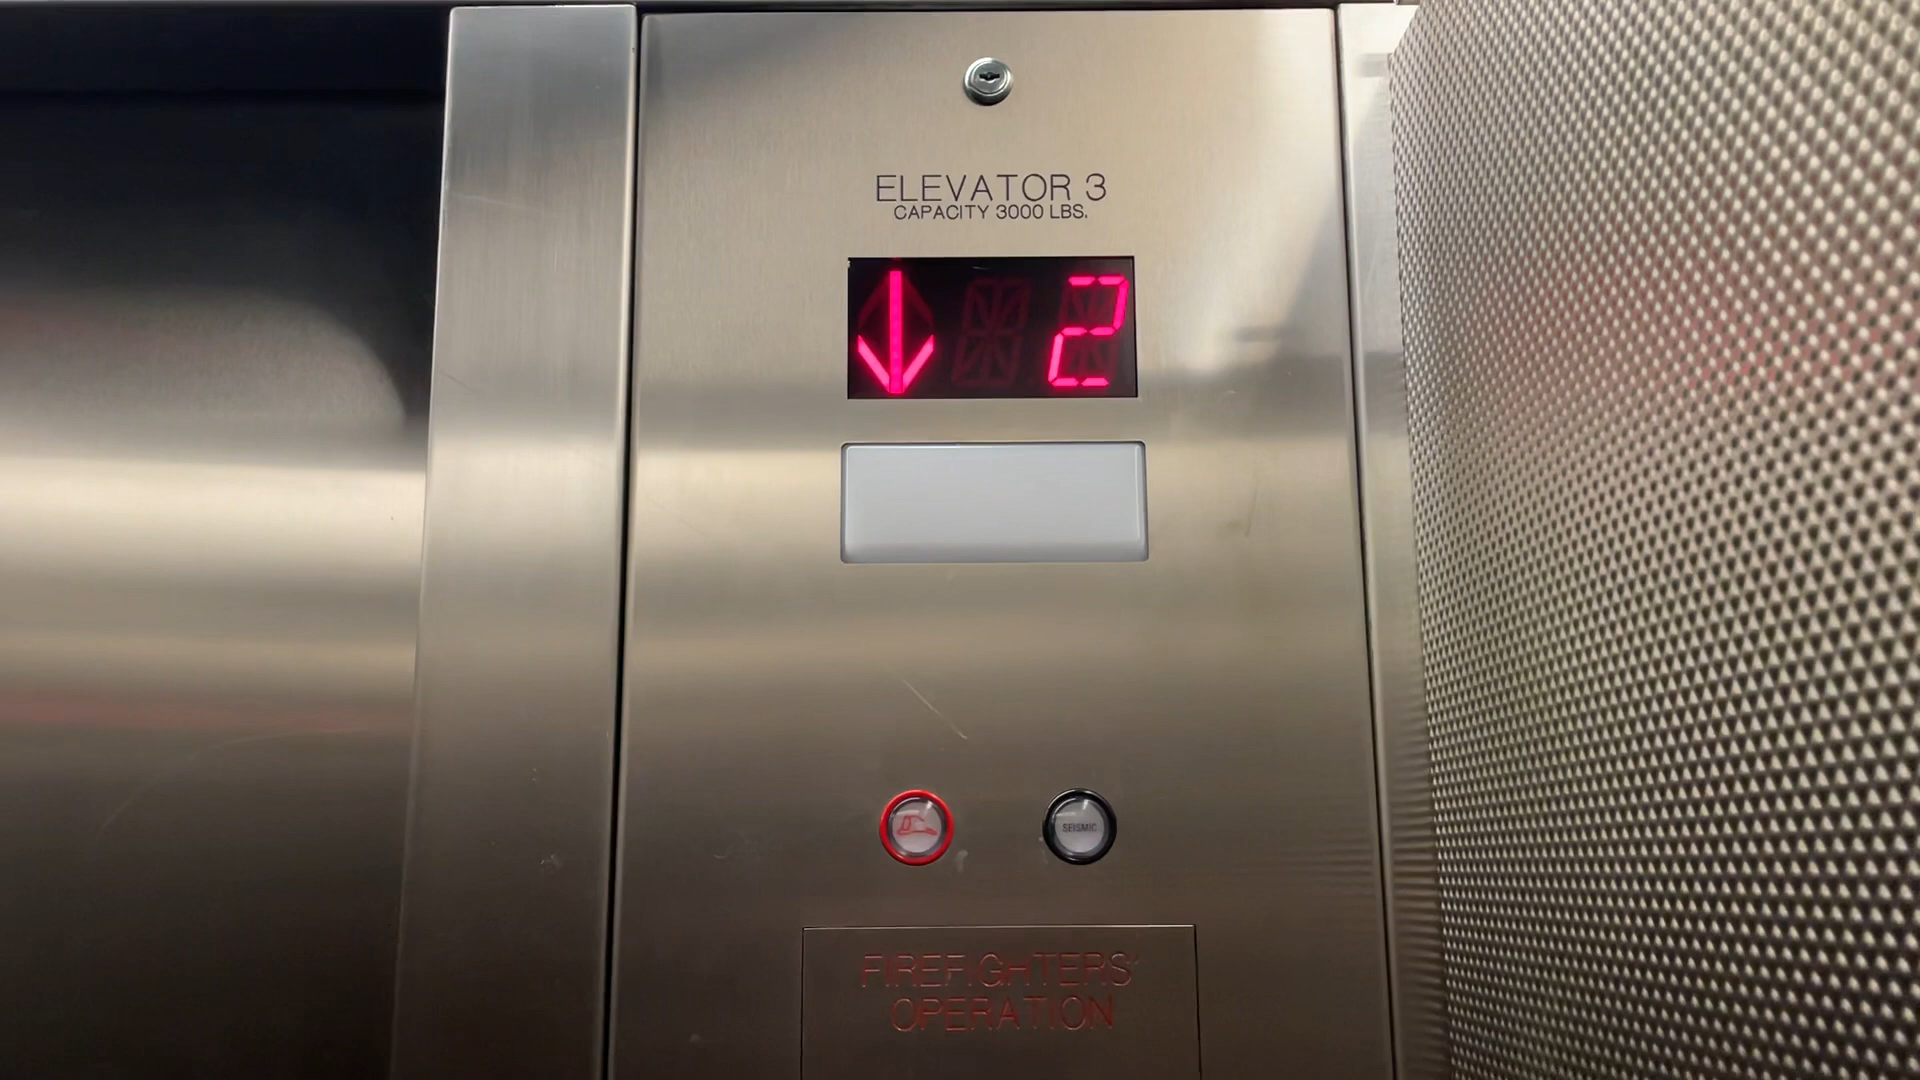 ELEVATOR 3
CAPACITY 3000 LBS.
2
SEISMIC
FIREFIGHTERS'
OPERATION